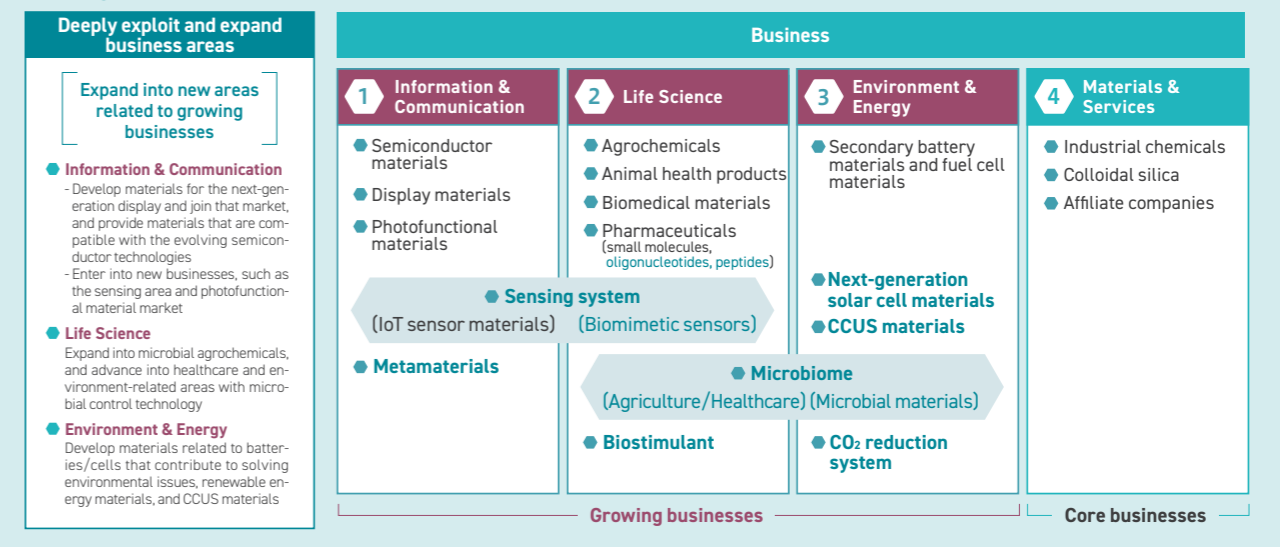 Deeply exploit and expand
business areas
Expand into new areas
related to growing
businesses
Information & Communication
- Develop materials for the next-gen-
eration display and join that market,
and provide materials that are com-
patible with the evolving semicon-
ductor technologies
- Enter into new businesses, such as
the sensing area and photofunction-
al material market
Life Science
Expand into microbial agrochemicals,
and advance into healthcare and en-
vironment-related areas with micro-
bial control technology
Environment & Energy
Develop materials related to batter-
ies/cells that contribute to solving
environmental issues, renewable en-
ergy materials, and CCUS materials
Business
1 Information &
Communication
Semiconductor
materials
Display materials
Photofunctional
materials
2 Life Science
Agrochemicals
Animal health products
Biomedical materials
Pharmaceuticals
(small molecules,
oligonucleotides, peptides)
Sensing system
(IoT sensor materials) (Biomimetic sensors)
Metamaterials
3 Environment &
Energy
Secondary battery
materials and fuel cell
materials
Next-generation
solar cell materials
CCUS materials
Microbiome
(Agriculture/Healthcare) (Microbial materials)
Biostimulant
CO₂ reduction
system
4 Materials &
Services
Industrial chemicals
Colloidal silica
Affiliate companies
Growing businesses
Core businesses